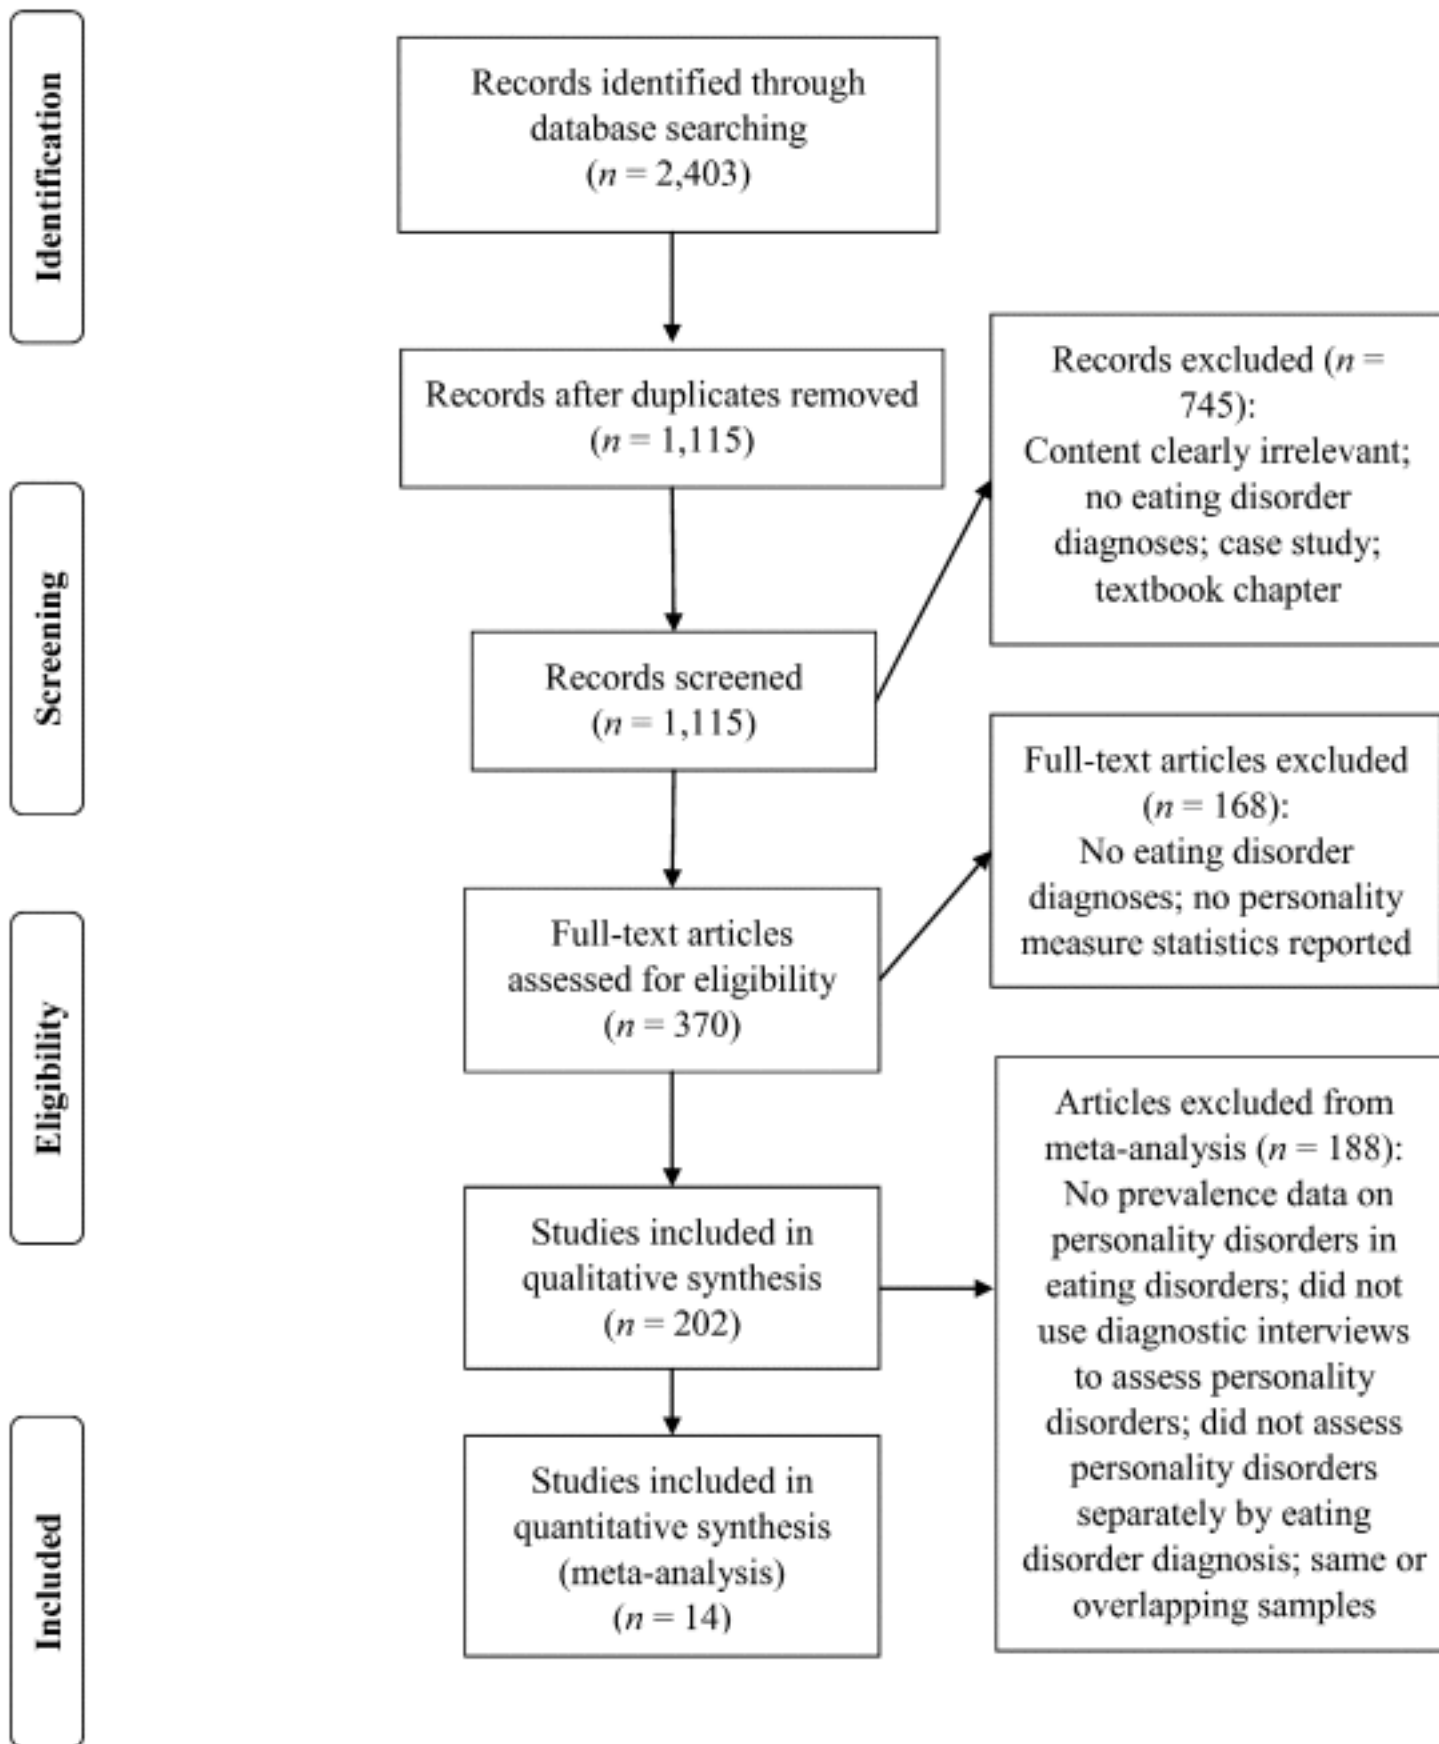 Identification
Records identified through
database searching
(n = 2,403)
Records after duplicates removed
(n = 1,115)
Records excluded (n =
745):
Content clearly irrelevant;
no eating disorder
diagnoses; case study;
textbook chapter
Screening
Records screened
(n = 1,115)
Full-text articles excluded
(n = 168):
No eating disorder
diagnoses; no personality
measure statistics reported
Eligibility
Full-text articles
assessed for eligibility
(n = 370)
Articles excluded from
meta-analysis (n = 188):
No prevalence data on
personality disorders in
eating disorders; did not
use diagnostic interviews
to assess personality
disorders; did not assess
personality disorders
separately by eating
disorder diagnosis; same or
overlapping samples
Studies included in
qualitative synthesis
(n = 202)
Included
Studies included in
quantitative synthesis
(meta-analysis)
(n = 14)